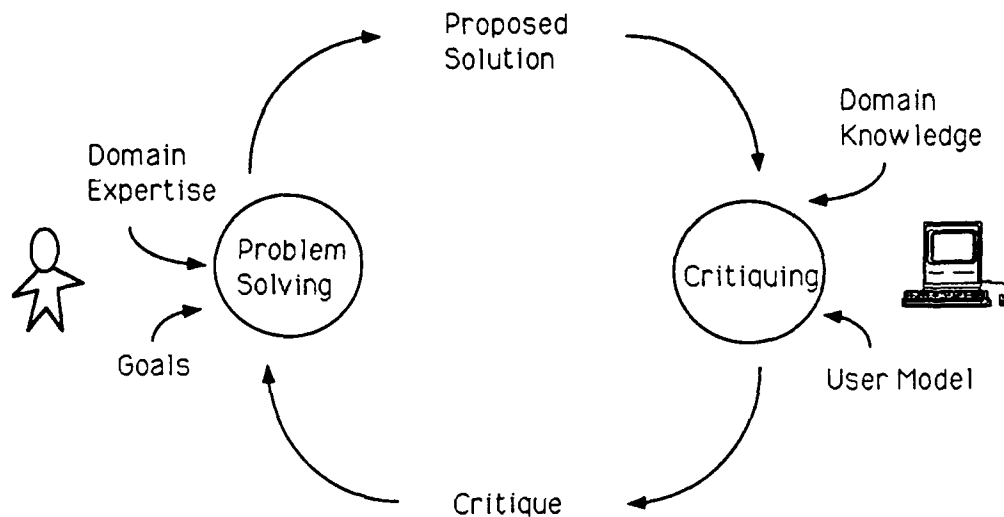 Proposed
Solution
Domain
Knowledge
Domain
Expertise
Problem
Solving
Critiquing
Goals
User Model
Critique